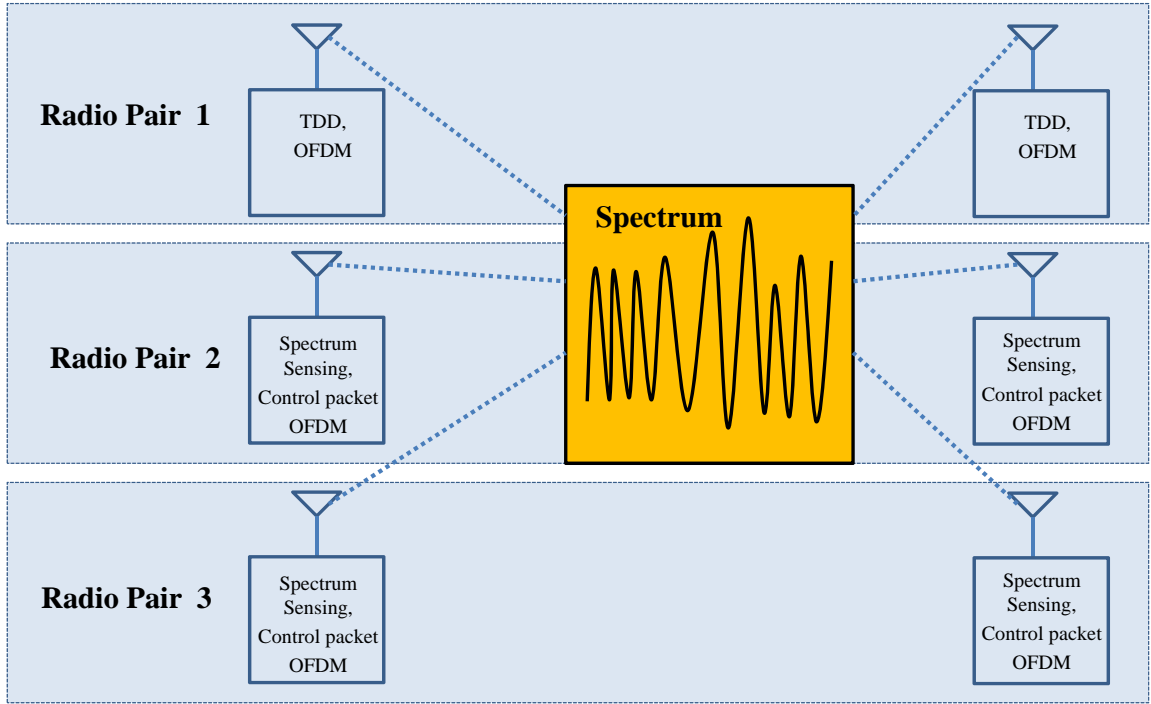 Radio Pair 1
TDD,
OFDM
TDD,
OFDM
Spectrum
Radio Pair 2
Spectrum
Sensing,
Control packet
OFDM
Spectrum
Sensing,
Control packet
OFDM
Radio Pair 3
Spectrum
Sensing,
Control packet
OFDM
Spectrum
Sensing,
Control packet
OFDM